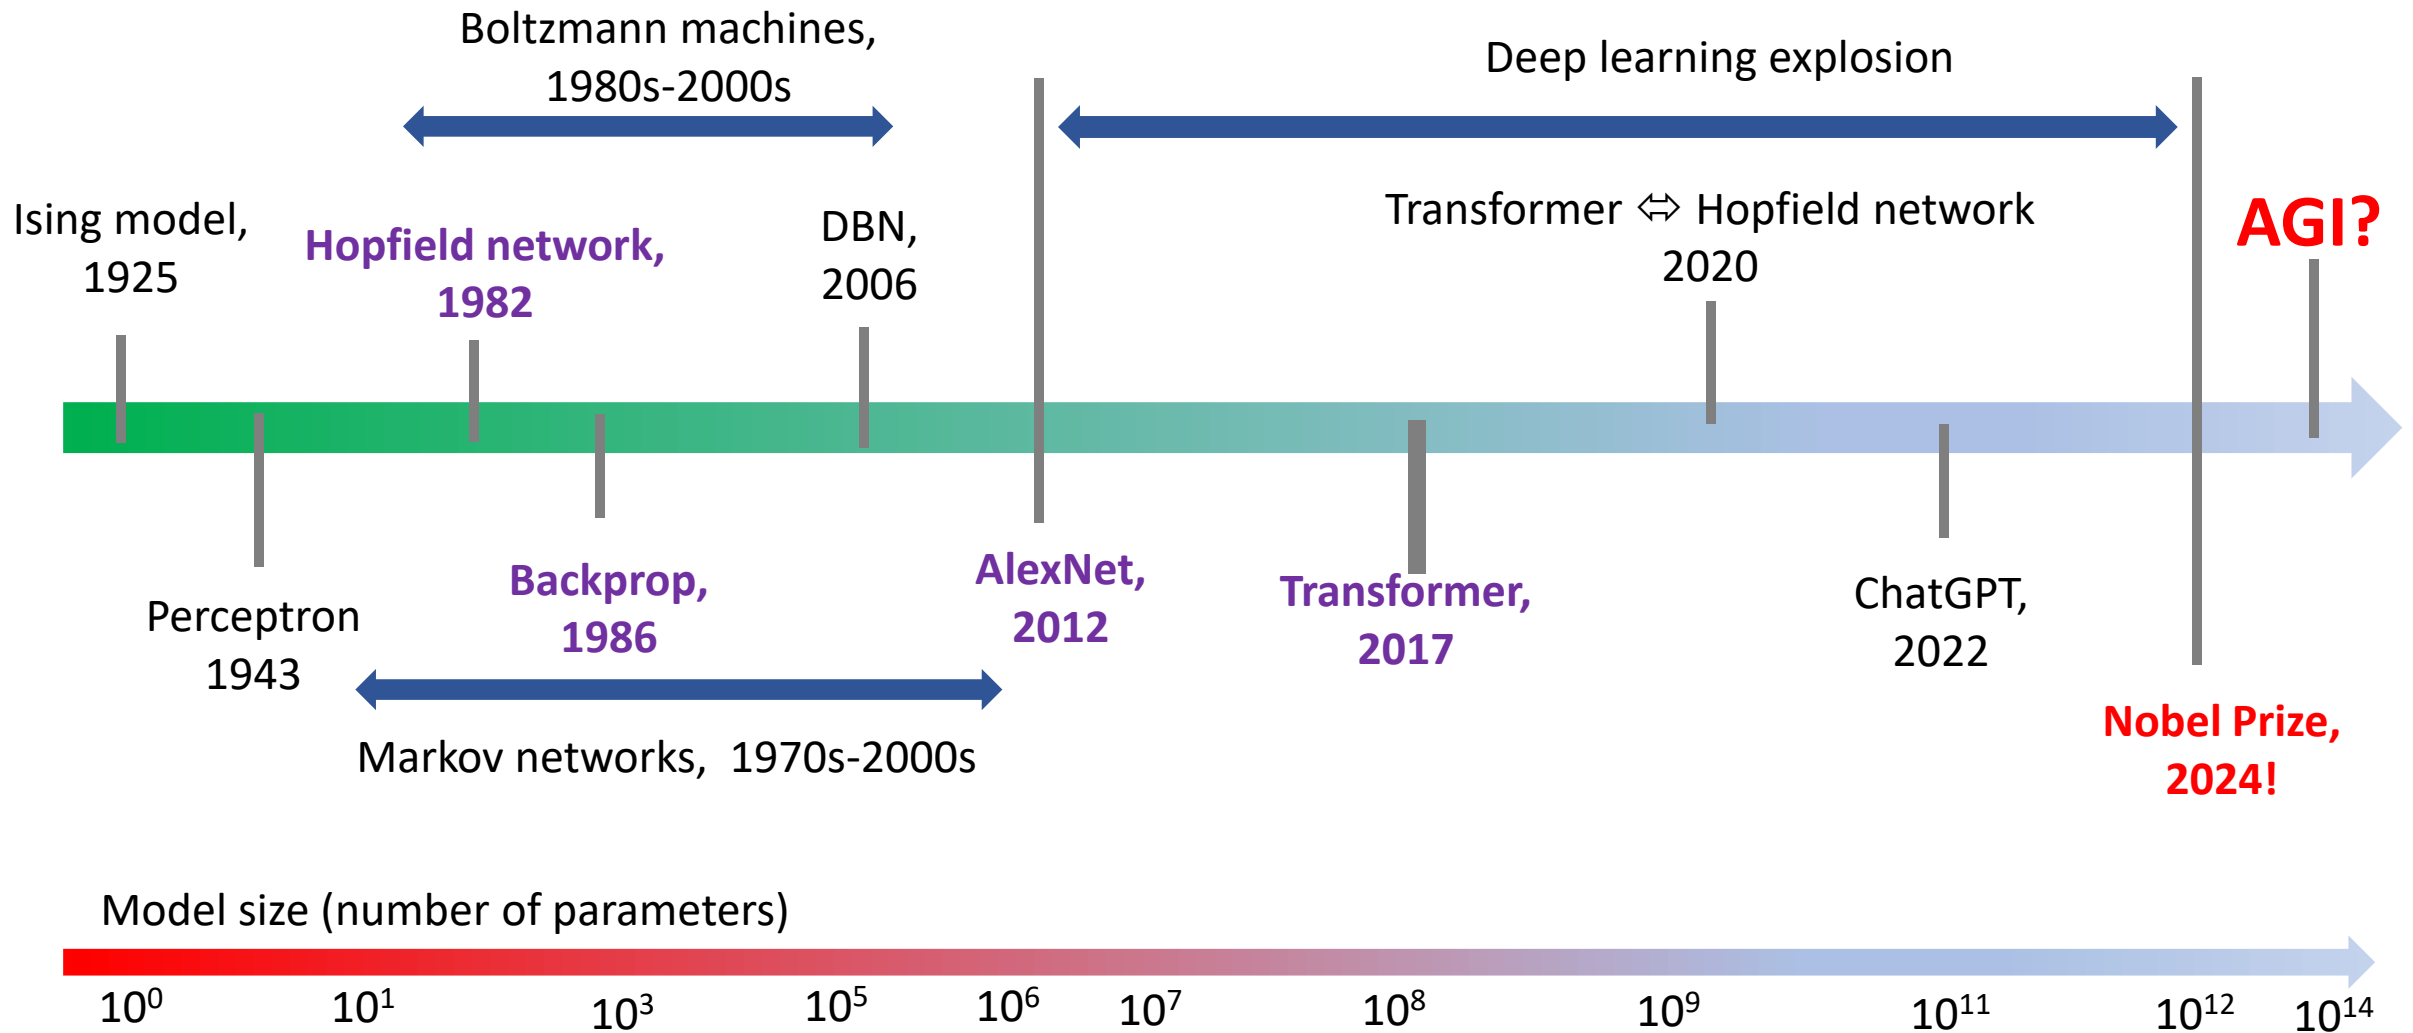 Boltzmann machines,
1980s-2000s
Deep learning explosion
Ising model,
1925
Hopfield network,
1982
DBN,
2006
Transformer ⬄ Hopfield network
2020
AGI?
Perceptron
1943
Backprop,
1986
AlexNet,
2012
Transformer,
2017
ChatGPT,
2022
Nobel Prize,
2024!
Markov networks, 1970s-2000s
Model size (number of parameters)
10⁰ 10¹ 10³ 10⁵ 10⁶ 10⁷ 10⁸ 10⁹ 10¹¹ 10¹² 10¹⁴